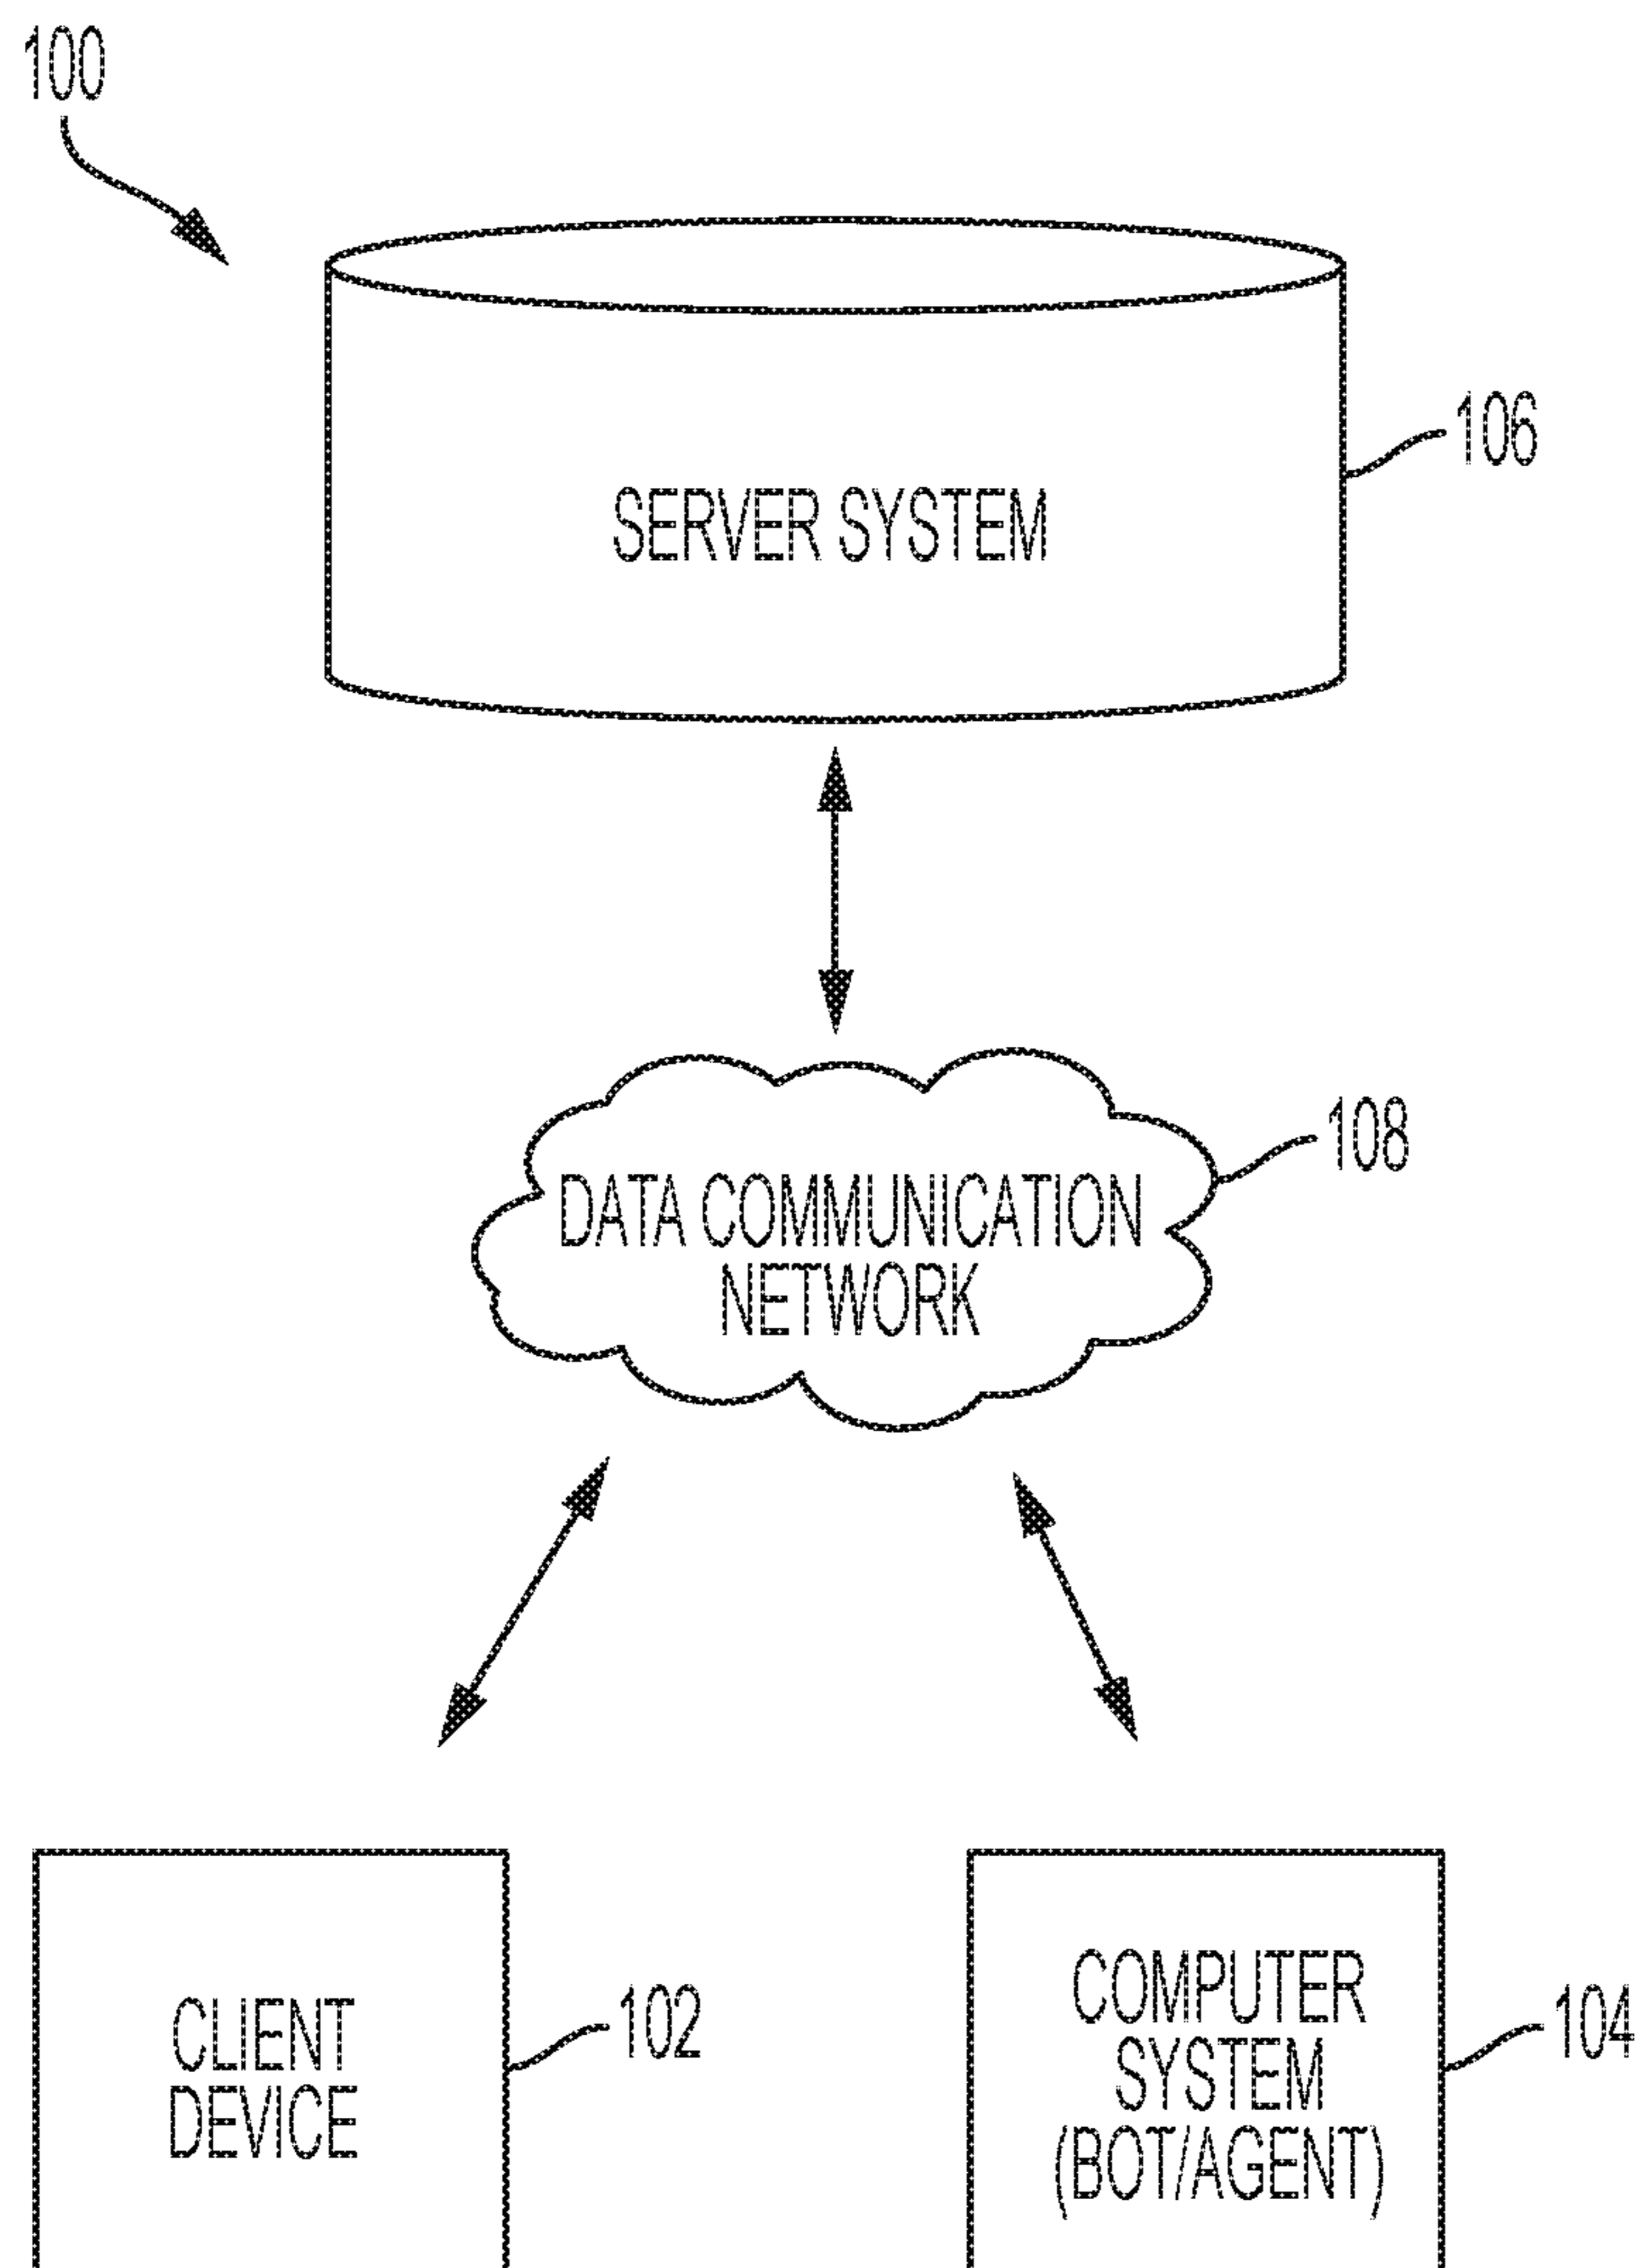 100
106
SERVER SYSTEM
108
DATA COMMUNICATION
NETWORK
CLIENT
DEVICE
102
COMPUTER
SYSTEM
(BOT/AGENT)
104